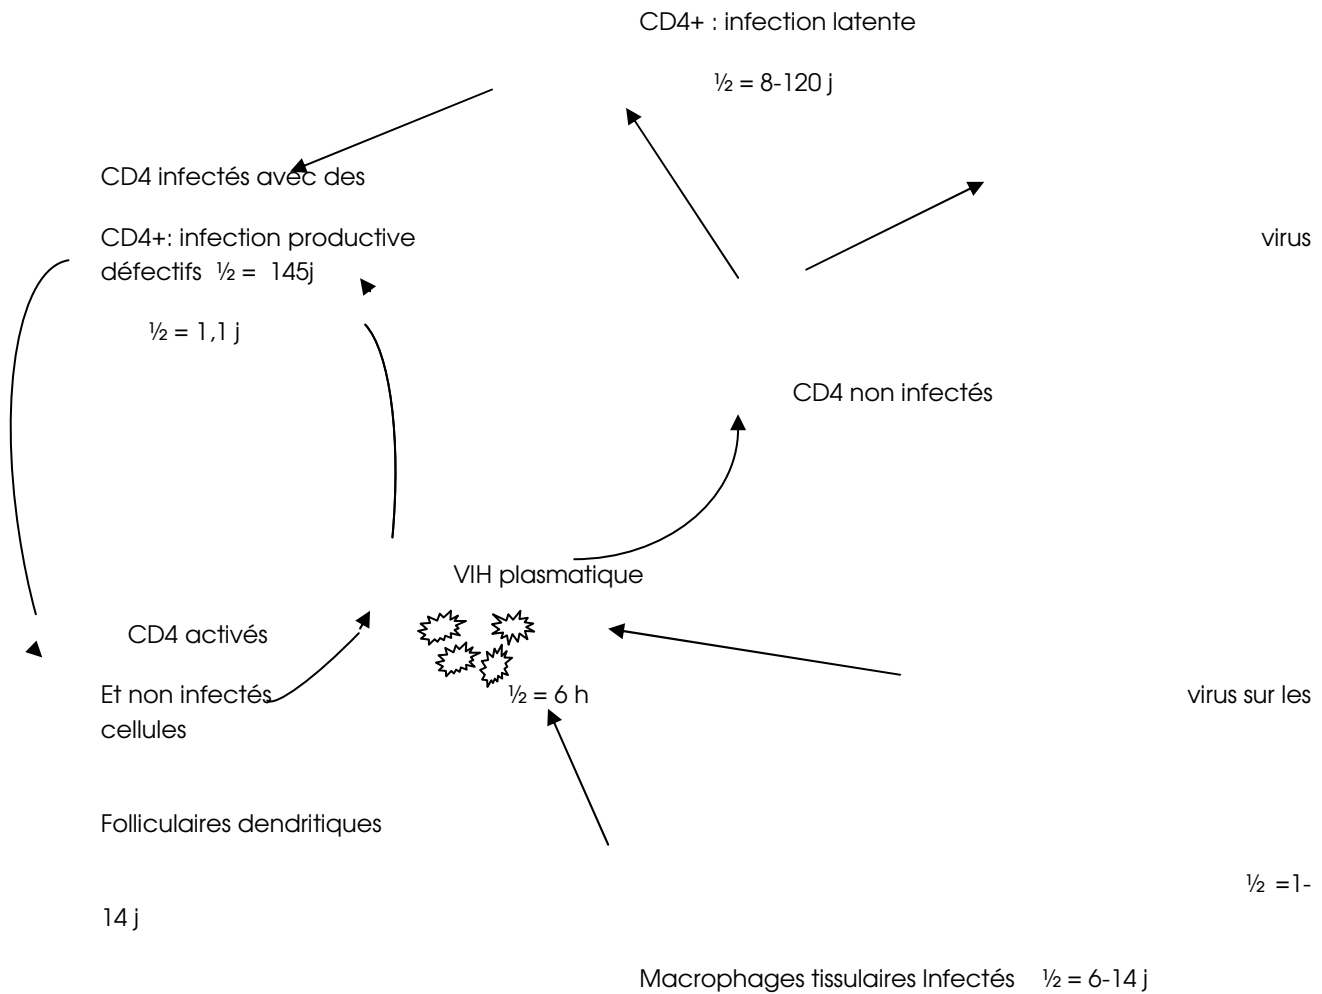 CD4+ : infection latente
½ = 8-120 j
CD4 infectés avec des
CD4+: infection productive virus
défectifs ½ = 145j
½ = 1,1 j
CD4 non infectés
VIH plasmatique
CD4 activés
Et non infectés ½ = 6 h virus sur les
cellules
Folliculaires dendritiques
½ =1-
14 j
Macrophages tissulaires Infectés ½ = 6-14 j